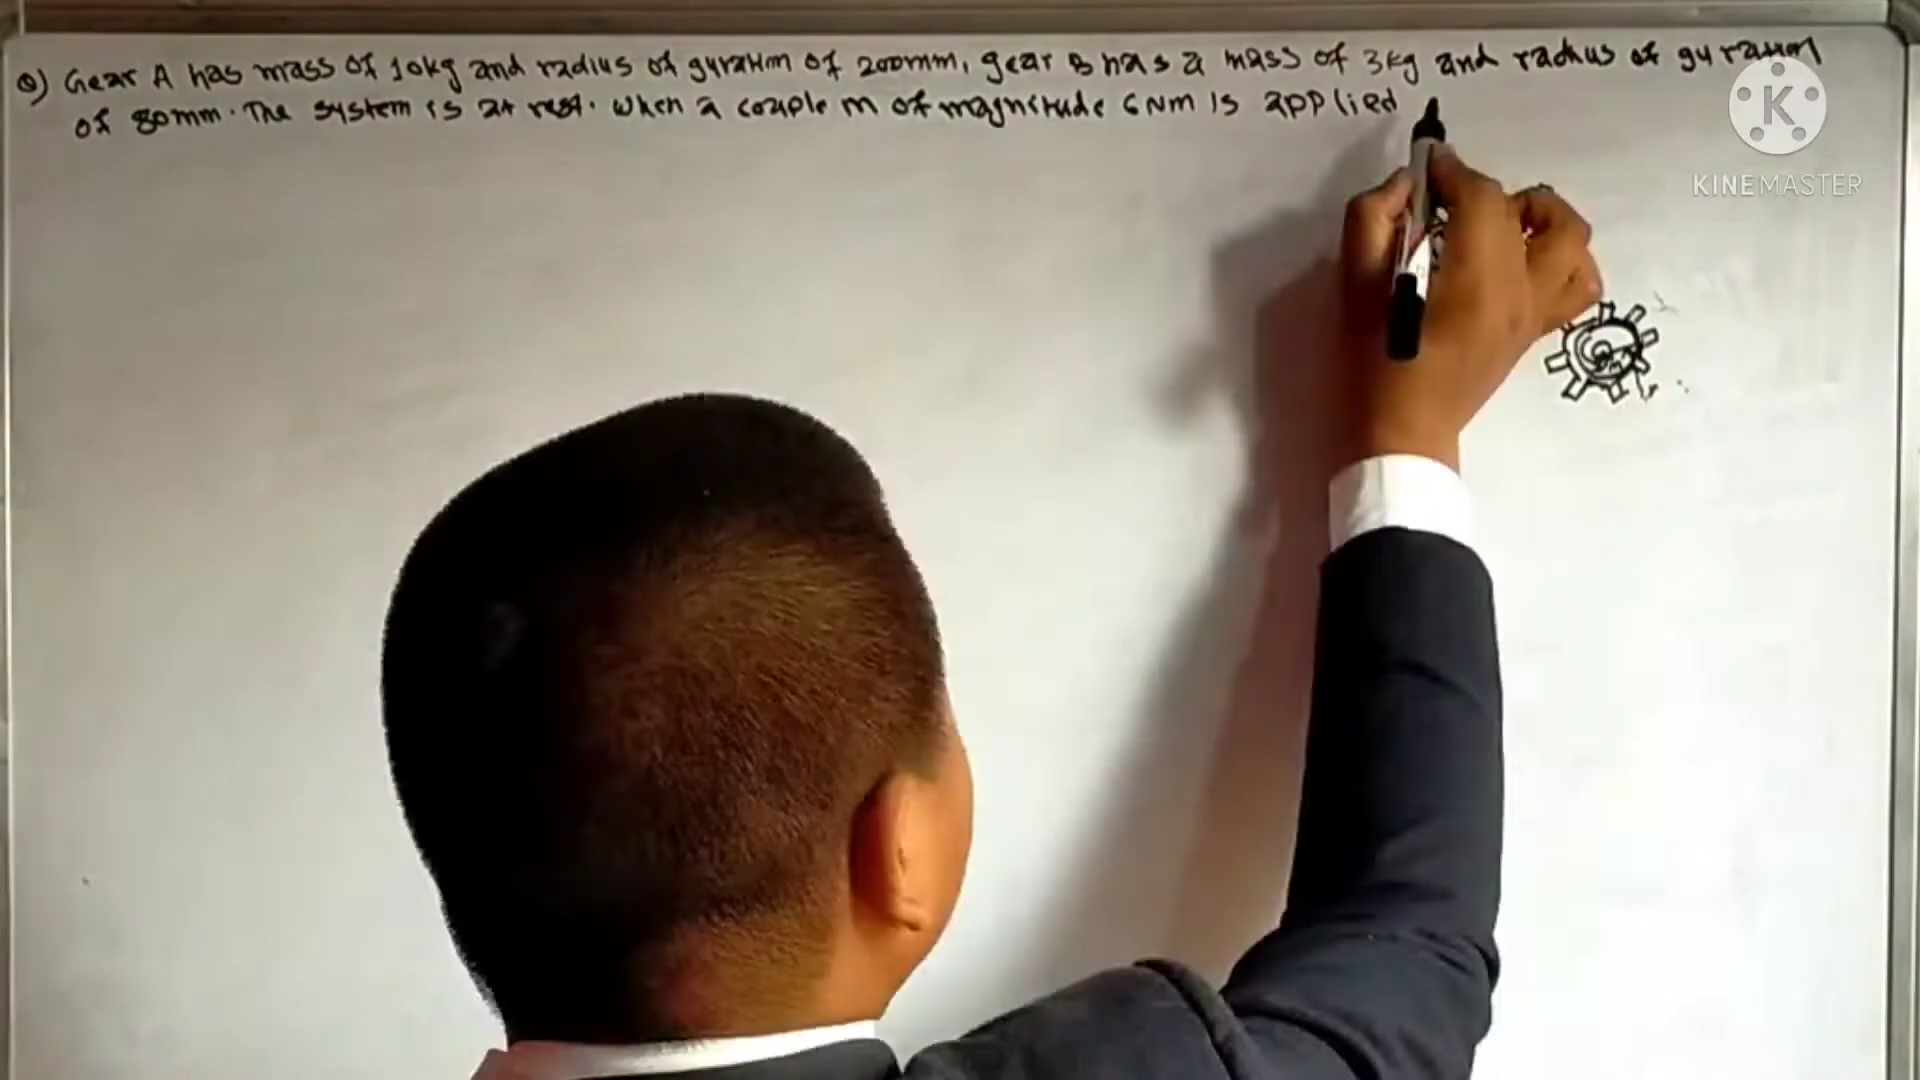 Q) Gear A has mass of 10kg and radius of gyration of 200mm, gear B has a mass of 3kg and radius of gyration
of 80mm. The system is at rest. When a couple M of magnitude 6Nm is applied
K
KINEMASTER